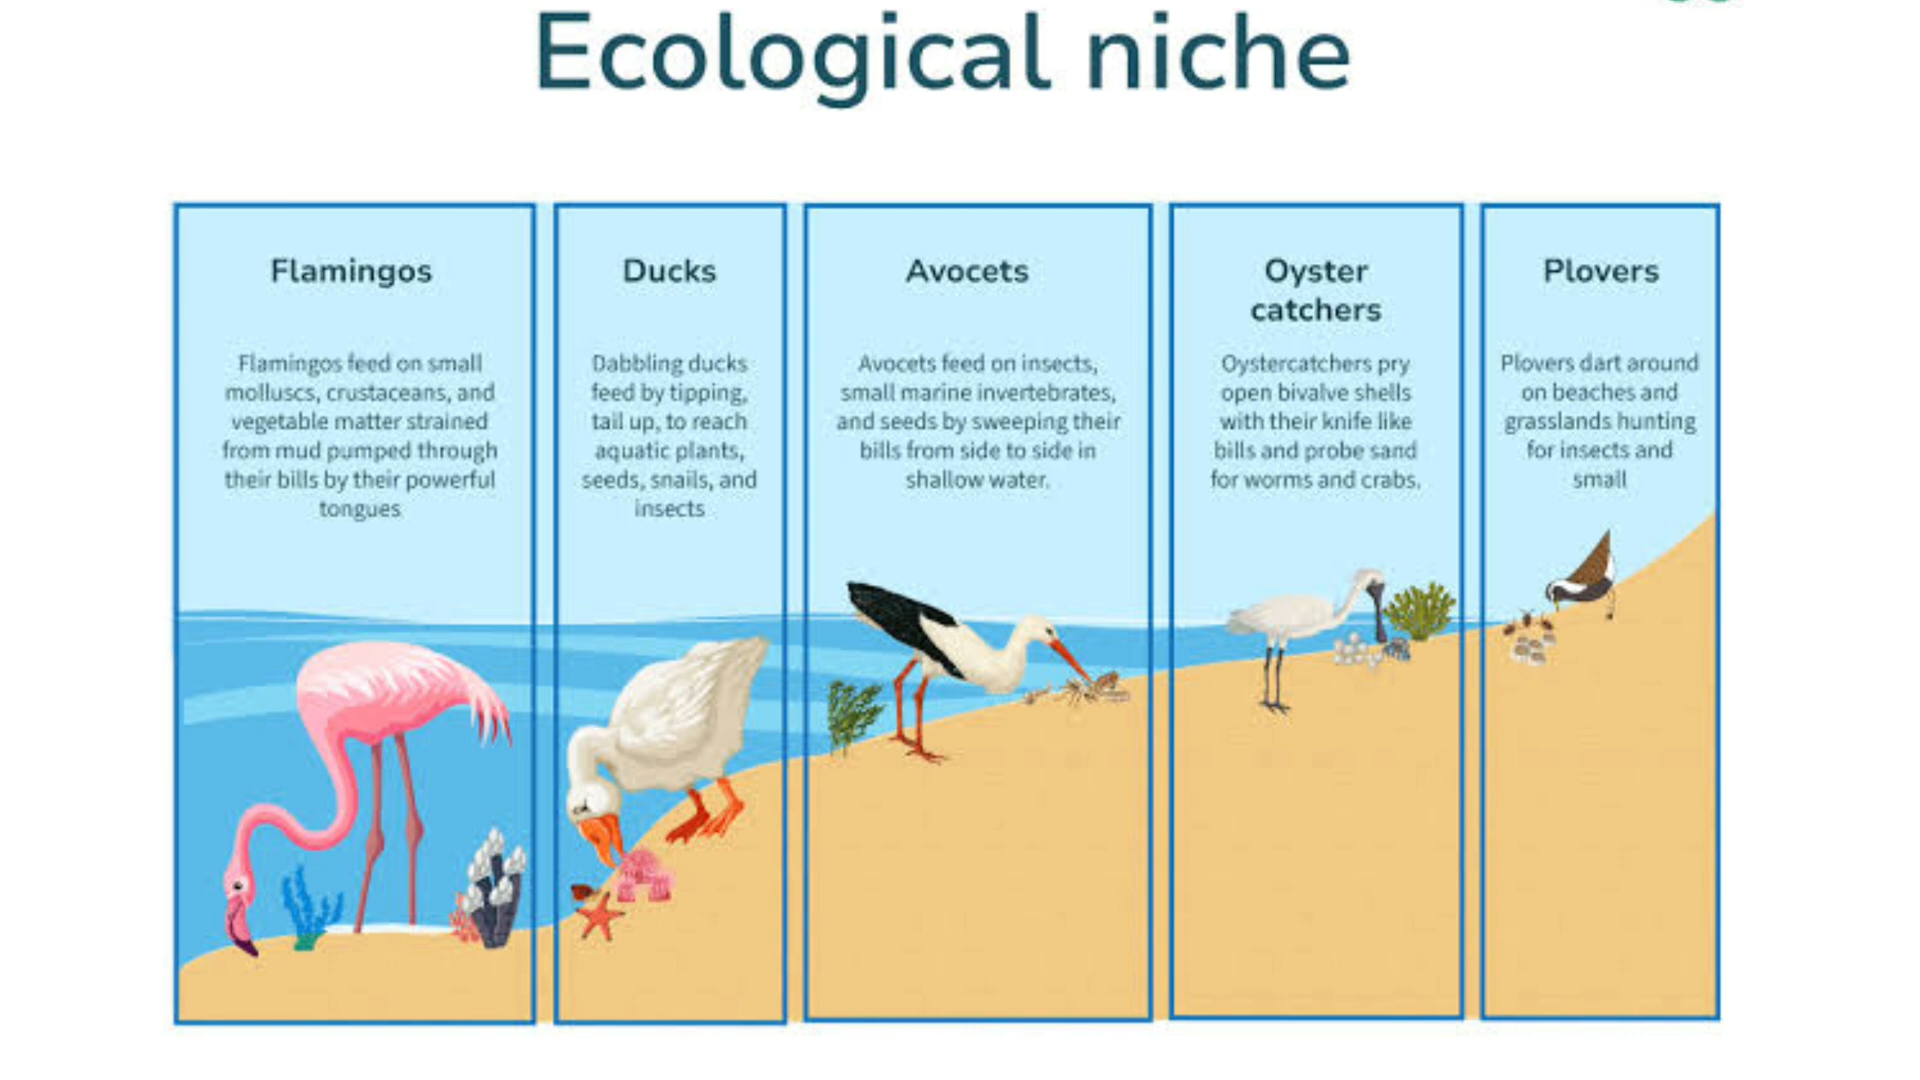 Ecological niche
Flamingos
Flamingos feed on small
molluscs, crustaceans, and
vegetable matter strained
from mud pumped through
their bills by their powerful
tongues
Ducks
Dabbling ducks
feed by tipping,
tail up, to reach
aquatic plants,
seeds, snails, and
insects
Avocets
Avocets feed on insects,
small marine invertebrates,
and seeds by sweeping their
bills from side to side in
shallow water.
Oyster
catchers
Oystercatchers pry
open bivalve shells
with their knife like
bills and probe sand
for worms and crabs.
Plovers
Plovers dart around
on beaches and
grasslands hunting
for insects and
small